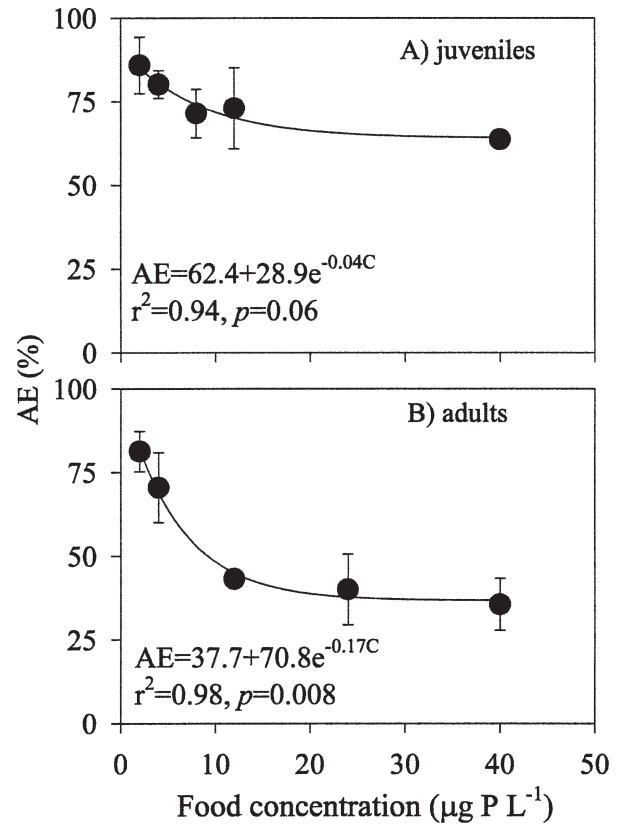 100
A) juveniles
75
50
25
AE=62.4+28.9e^-0.04C
r²=0.94, p=0.06
0
AE (%)
100
B) adults
75
50
25
AE=37.7+70.8e^-0.17C
r²=0.98, p=0.008
0
0 10 20 30 40 50
Food concentration (μg P L⁻¹)